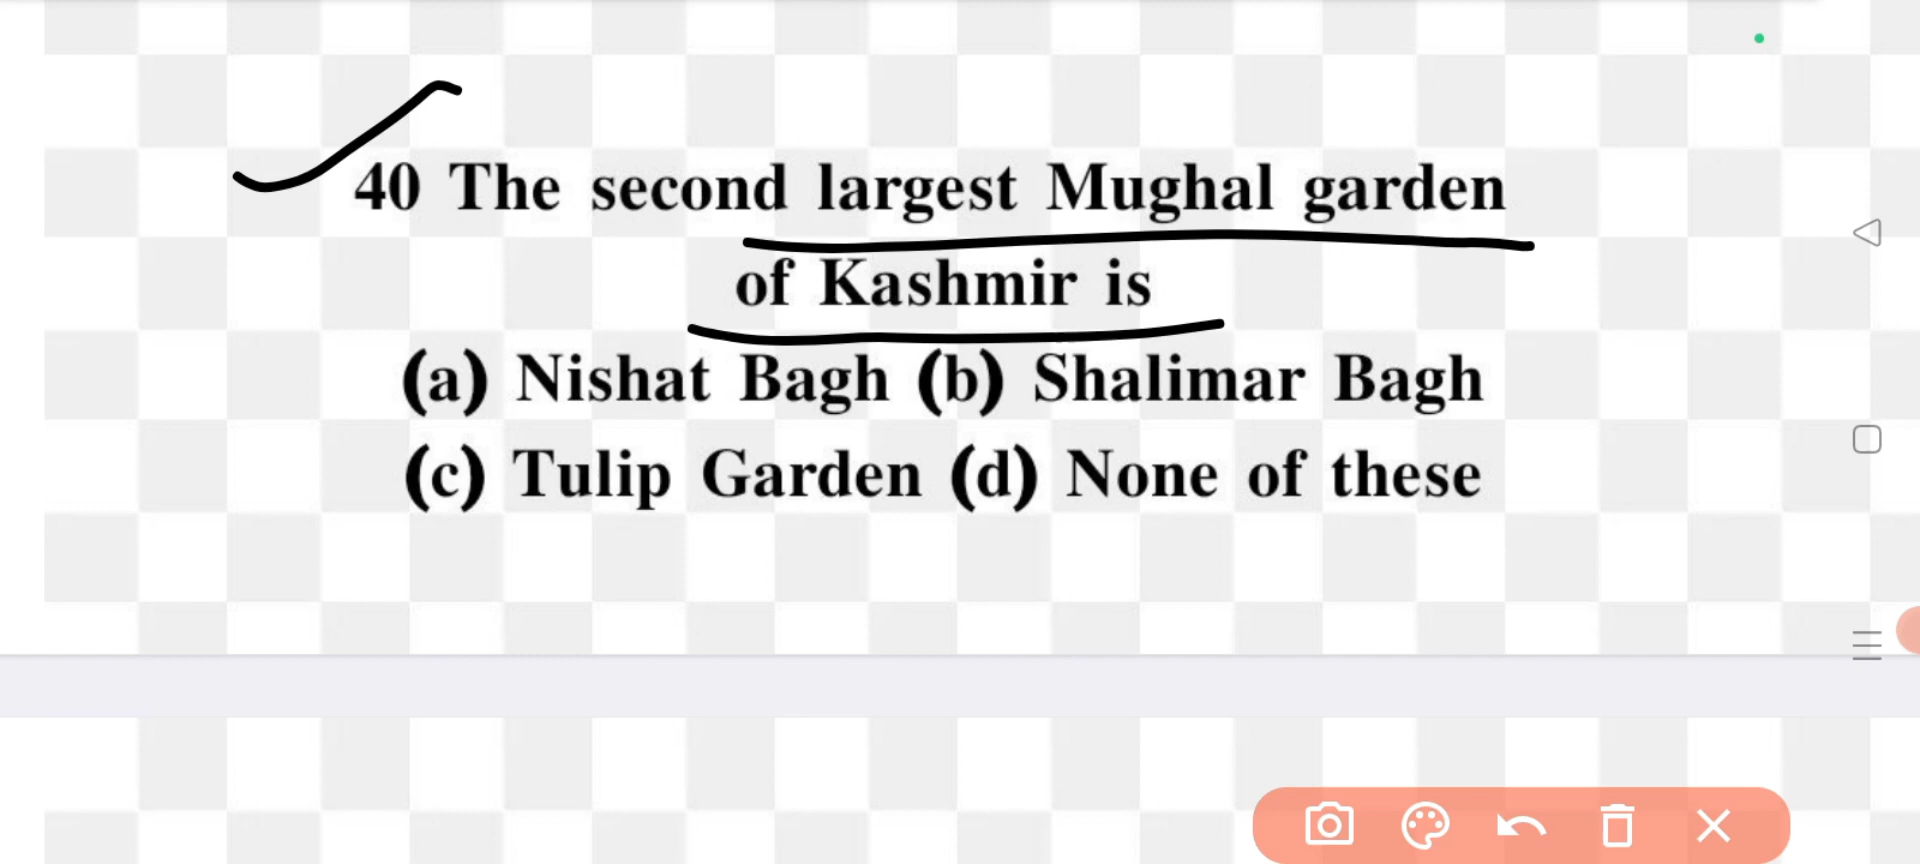 40 The second largest Mughal garden
of Kashmir is
(a) Nishat Bagh (b) Shalimar Bagh
(c) Tulip Garden (d) None of these